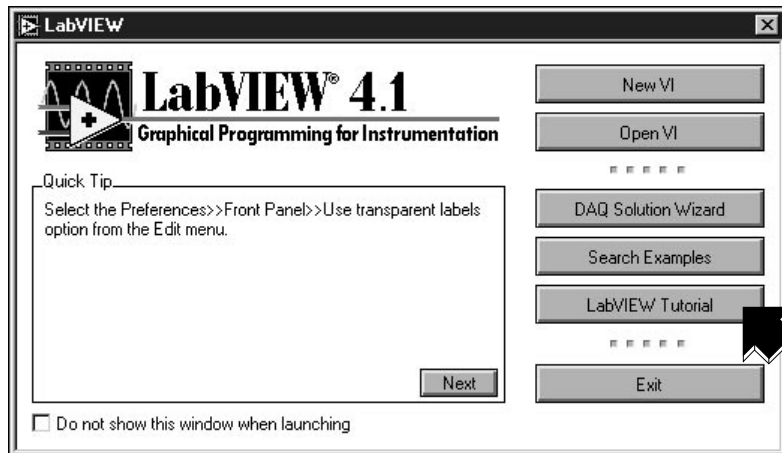 LabVIEW
LabVIEW® 4.1
Graphical Programming for Instrumentation
Quick Tip
Select the Preferences>>Front Panel>>Use transparent labels
option from the Edit menu.
Next
Do not show this window when launching
New VI
Open VI
DAQ Solution Wizard
Search Examples
LabVIEW Tutorial
Exit